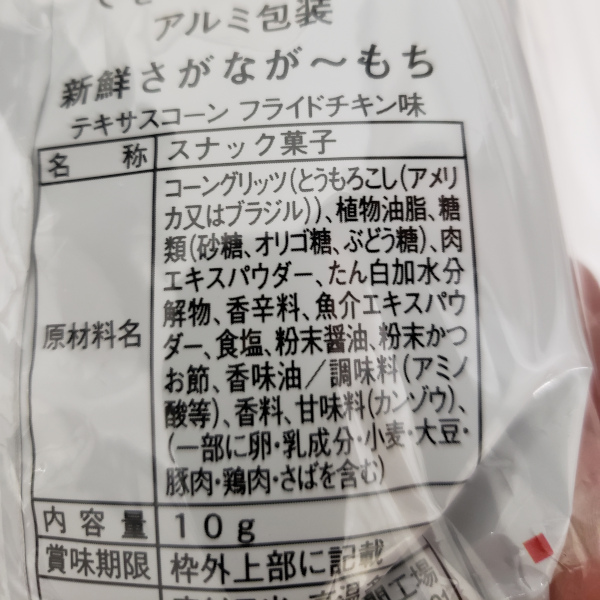 アルミ包装
新鮮さがなが〜もち
テキサスコーン フライドチキン味
名　称 スナック菓子
原材料名
コーングリッツ(とうもろこし(アメリ
カ又はブラジル))、植物油脂、糖
類(砂糖、オリゴ糖、ぶどう糖)、肉
エキスパウダー、たん白加水分
解物、香辛料、魚介エキスパウ
ダー、食塩、粉末醤油、粉末かつ
お節、香味油／調味料(アミノ
酸等)、香料、甘味料(カンゾウ)、
(一部に卵・乳成分・小麦・大豆・
豚肉・鶏肉・さばを含む)
内容量 10g
賞味期限 枠外上部に記載
工場